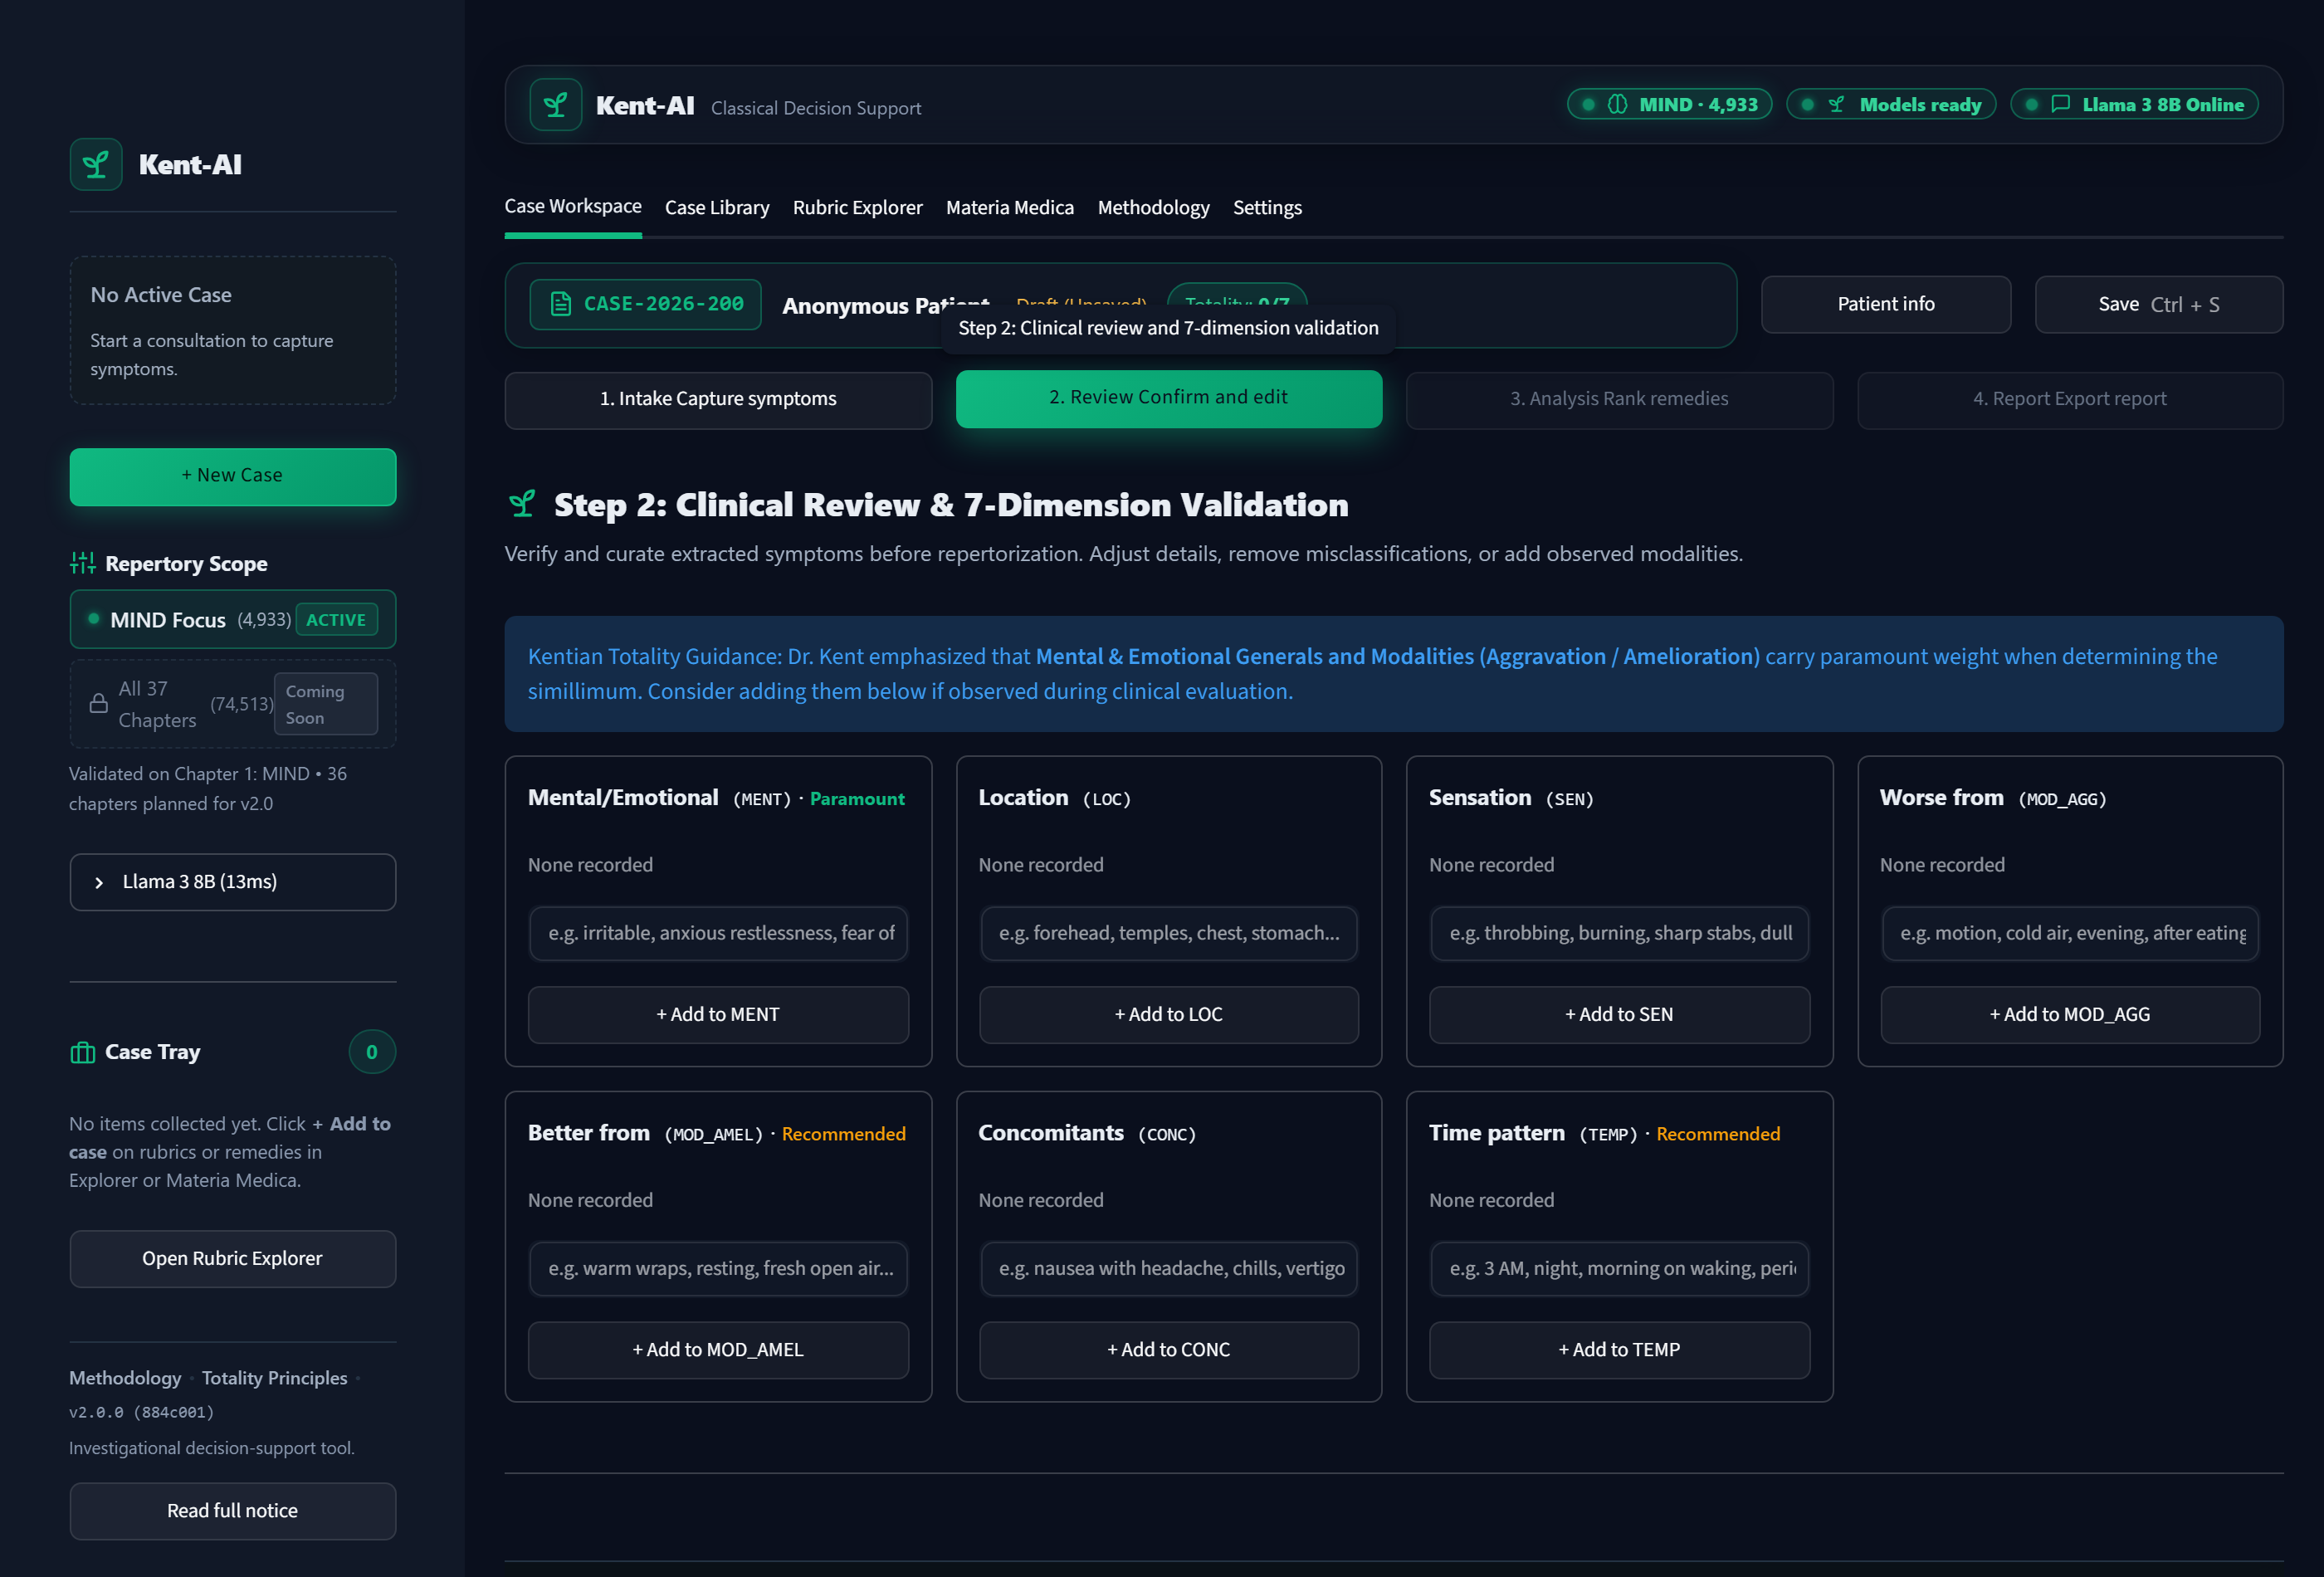 Kent-AI
No Active Case
Start a consultation to capture
symptoms.
+ New Case
Repertory Scope
MIND Focus (4,933) ACTIVE
All 37
Chapters
(74,513)
Coming
Soon
Validated on Chapter 1: MIND • 36
chapters planned for v2.0
Llama 3 8B (13ms)
Case Tray 0
No items collected yet. Click + Add to
case on rubrics or remedies in
Explorer or Materia Medica.
Open Rubric Explorer
Methodology · Totality Principles ·
v2.0.0 (884c001)
Investigational decision-support tool.
Read full notice
Kent-AI Classical Decision Support
MIND · 4,933 Models ready Llama 3 8B Online
Case Workspace Case Library Rubric Explorer Materia Medica Methodology Settings
CASE-2026-200 Anonymous Patient Draft (Unsaved) Totality: 0/7
Patient info Save Ctrl + S
Step 2: Clinical review and 7-dimension validation
1. Intake Capture symptoms 2. Review Confirm and edit 3. Analysis Rank remedies 4. Report Export report
Step 2: Clinical Review & 7-Dimension Validation
Verify and curate extracted symptoms before repertorization. Adjust details, remove misclassifications, or add observed modalities.
Kentian Totality Guidance: Dr. Kent emphasized that Mental & Emotional Generals and Modalities (Aggravation / Amelioration) carry paramount weight when determining the
simillimum. Consider adding them below if observed during clinical evaluation.
Mental/Emotional (MENT) · Paramount
None recorded
e.g. irritable, anxious restlessness, fear of
+ Add to MENT
Location (LOC)
None recorded
e.g. forehead, temples, chest, stomach...
+ Add to LOC
Sensation (SEN)
None recorded
e.g. throbbing, burning, sharp stabs, dull
+ Add to SEN
Worse from (MOD_AGG)
None recorded
e.g. motion, cold air, evening, after eating
+ Add to MOD_AGG
Better from (MOD_AMEL) · Recommended
None recorded
e.g. warm wraps, resting, fresh open air...
+ Add to MOD_AMEL
Concomitants (CONC)
None recorded
e.g. nausea with headache, chills, vertigo
+ Add to CONC
Time pattern (TEMP) · Recommended
None recorded
e.g. 3 AM, night, morning on waking,
+ Add to TEMP